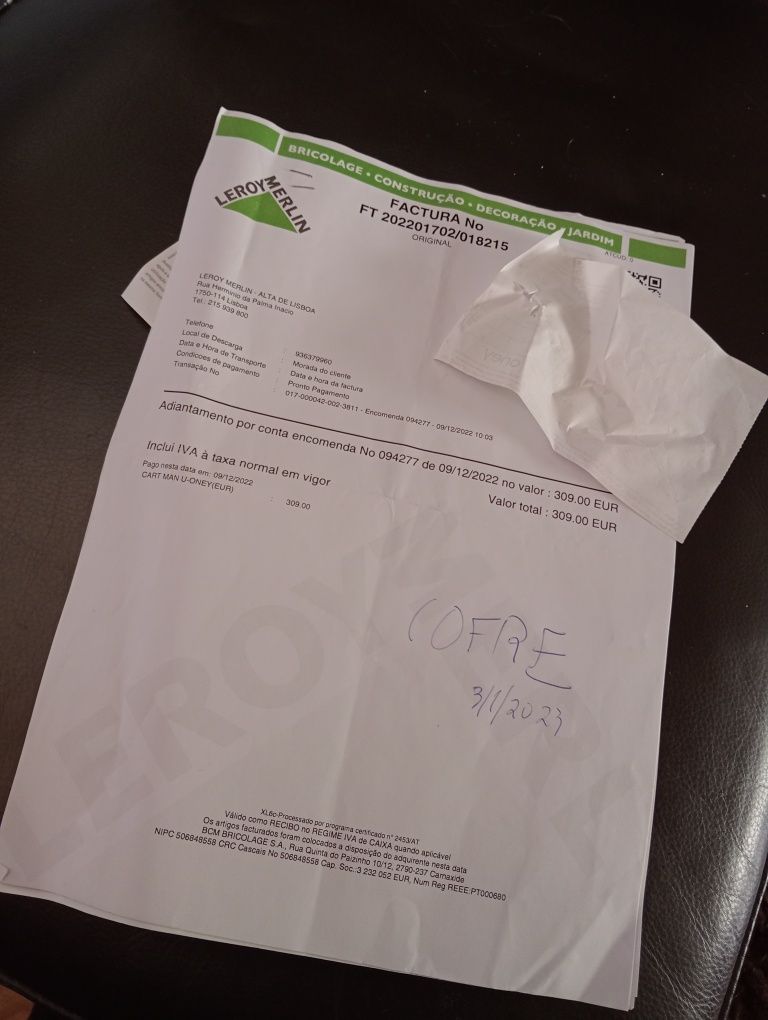 BRICOLAGE • CONSTRUÇÃO • DECORAÇÃO JARDIM
LEROY MERLIN
FACTURA No
FT 202201702/018215
ORIGINAL
ATCUD: 0
LEROY MERLIN - ALTA DE LISBOA
Rua Herminio da Palma Inacio
1750-114 Lisboa
Tel.: 215 939 800
Telefone : 936379960
Local de Descarga : Morada do cliente
Data e Hora de Transporte : Data e hora da factura
Condicoes de pagamento : Pronto Pagamento
Transação No : 017-000042-002-3811 - Encomenda 094277 - 09/12/2022 10:03
Adiantamento por conta encomenda No 094277 de 09/12/2022 no valor : 309.00 EUR
Valor total : 309.00 EUR
Inclui IVA à taxa normal em vigor
Pago nesta data em: 09/12/2022
CART MAN U-ONEY(EUR) : 309.00
LEROY MERLIN
COFRE
3/1/2023
XL6c-Processado por programa certificado n° 2453/AT
Válido como RECIBO no REGIME IVA de CAIXA quando aplicável
Os artigos facturados foram colocados a disposição do adquirente nesta data
BCM BRICOLAGE S.A., Rua Quinta do Paizinho 10/12, 2790-237 Carnaxide
NIPC 506848558 CRC Cascais No 506848558 Cap. Soc.:3 232 052 EUR, Num Reg REEE:PT000680